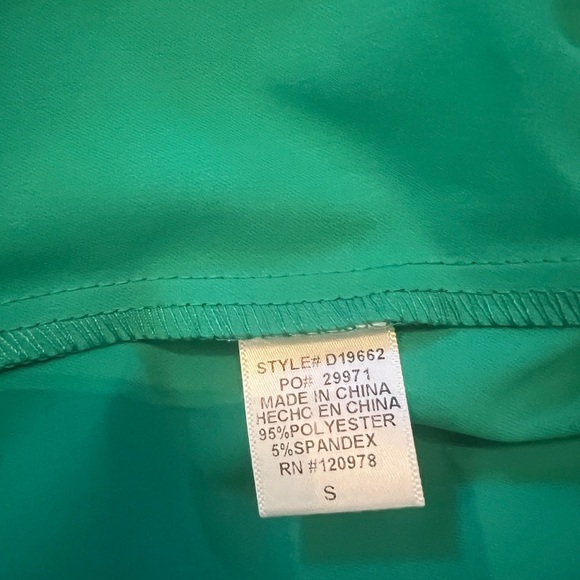 STYLE# D19662
PO# 29971
MADE IN CHINA
HECHO EN CHINA
95%POLYESTER
5%SPANDEX
RN #120978
S